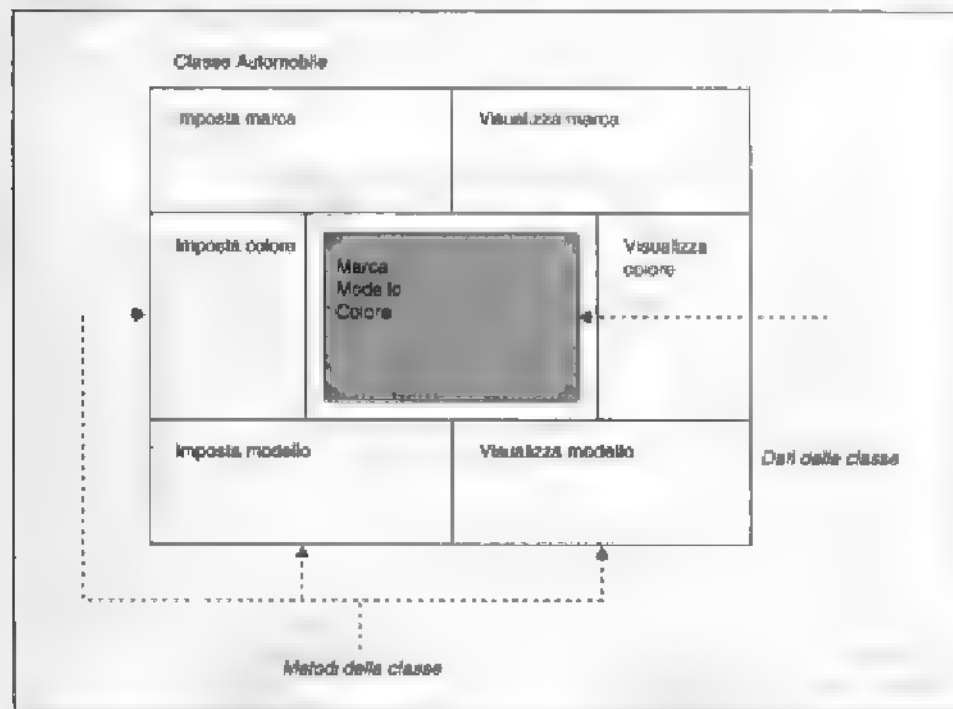 Classe Automobile
Imposta marca
Visualizza marca
Imposta colore
Marca
Modello
Colore
Visualizza
colore
Imposta modello
Visualizza modello
Dati della classe
Metodi della classe